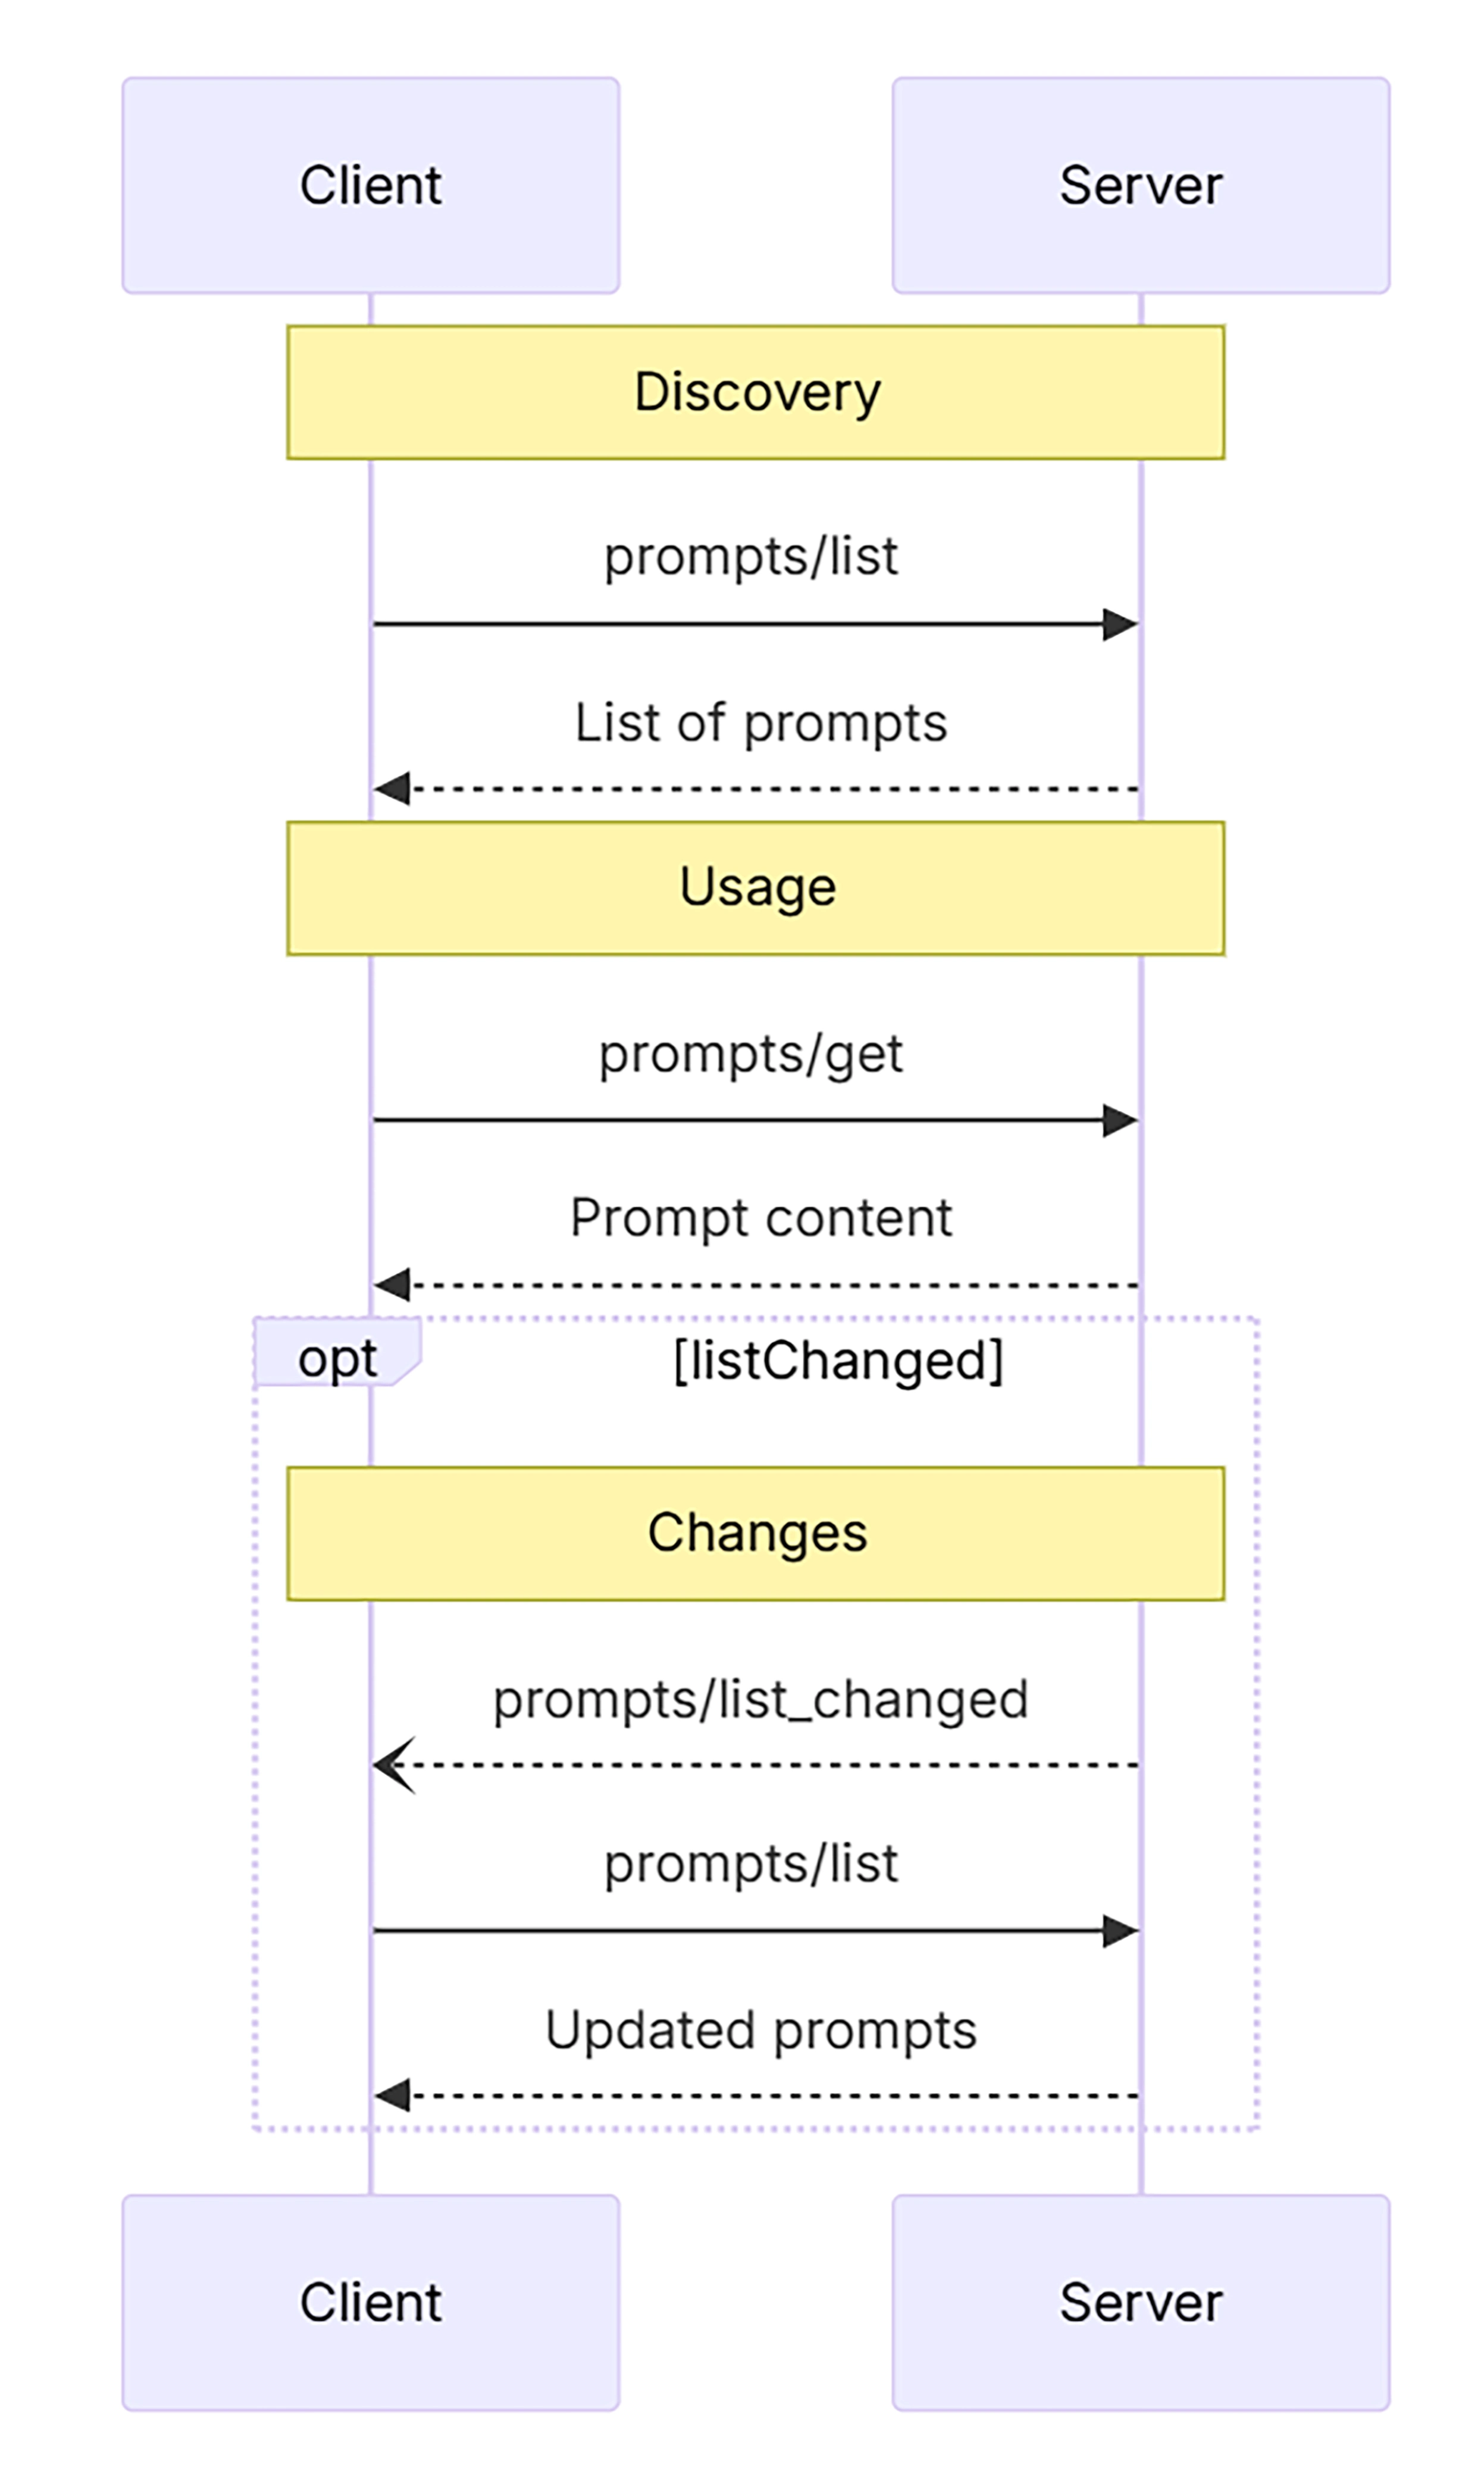 Client
Server
Discovery
prompts/list
List of prompts
Usage
prompts/get
Prompt content
opt
[listChanged]
Changes
prompts/list_changed
prompts/list
Updated prompts
Client
Server